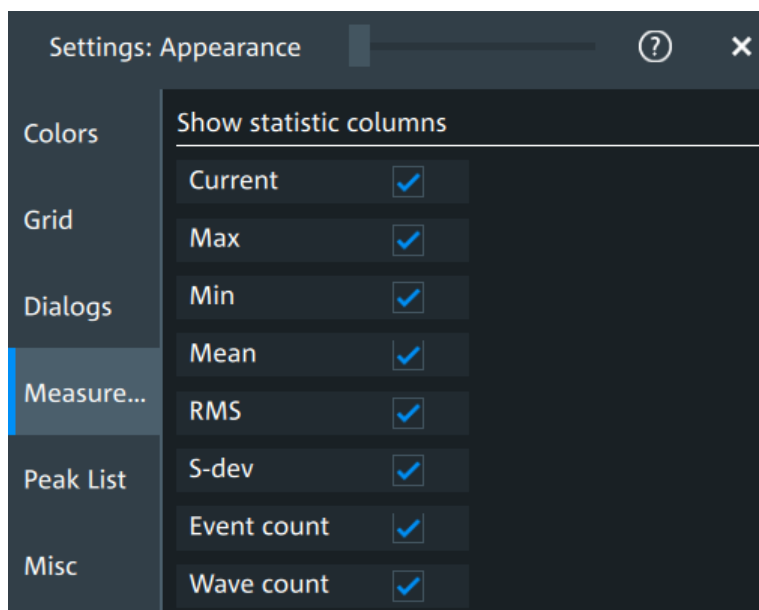 Settings: Appearance
Colors
Grid
Dialogs
Measure...
Peak List
Misc
Show statistic columns
Current
Max
Min
Mean
RMS
S-dev
Event count
Wave count